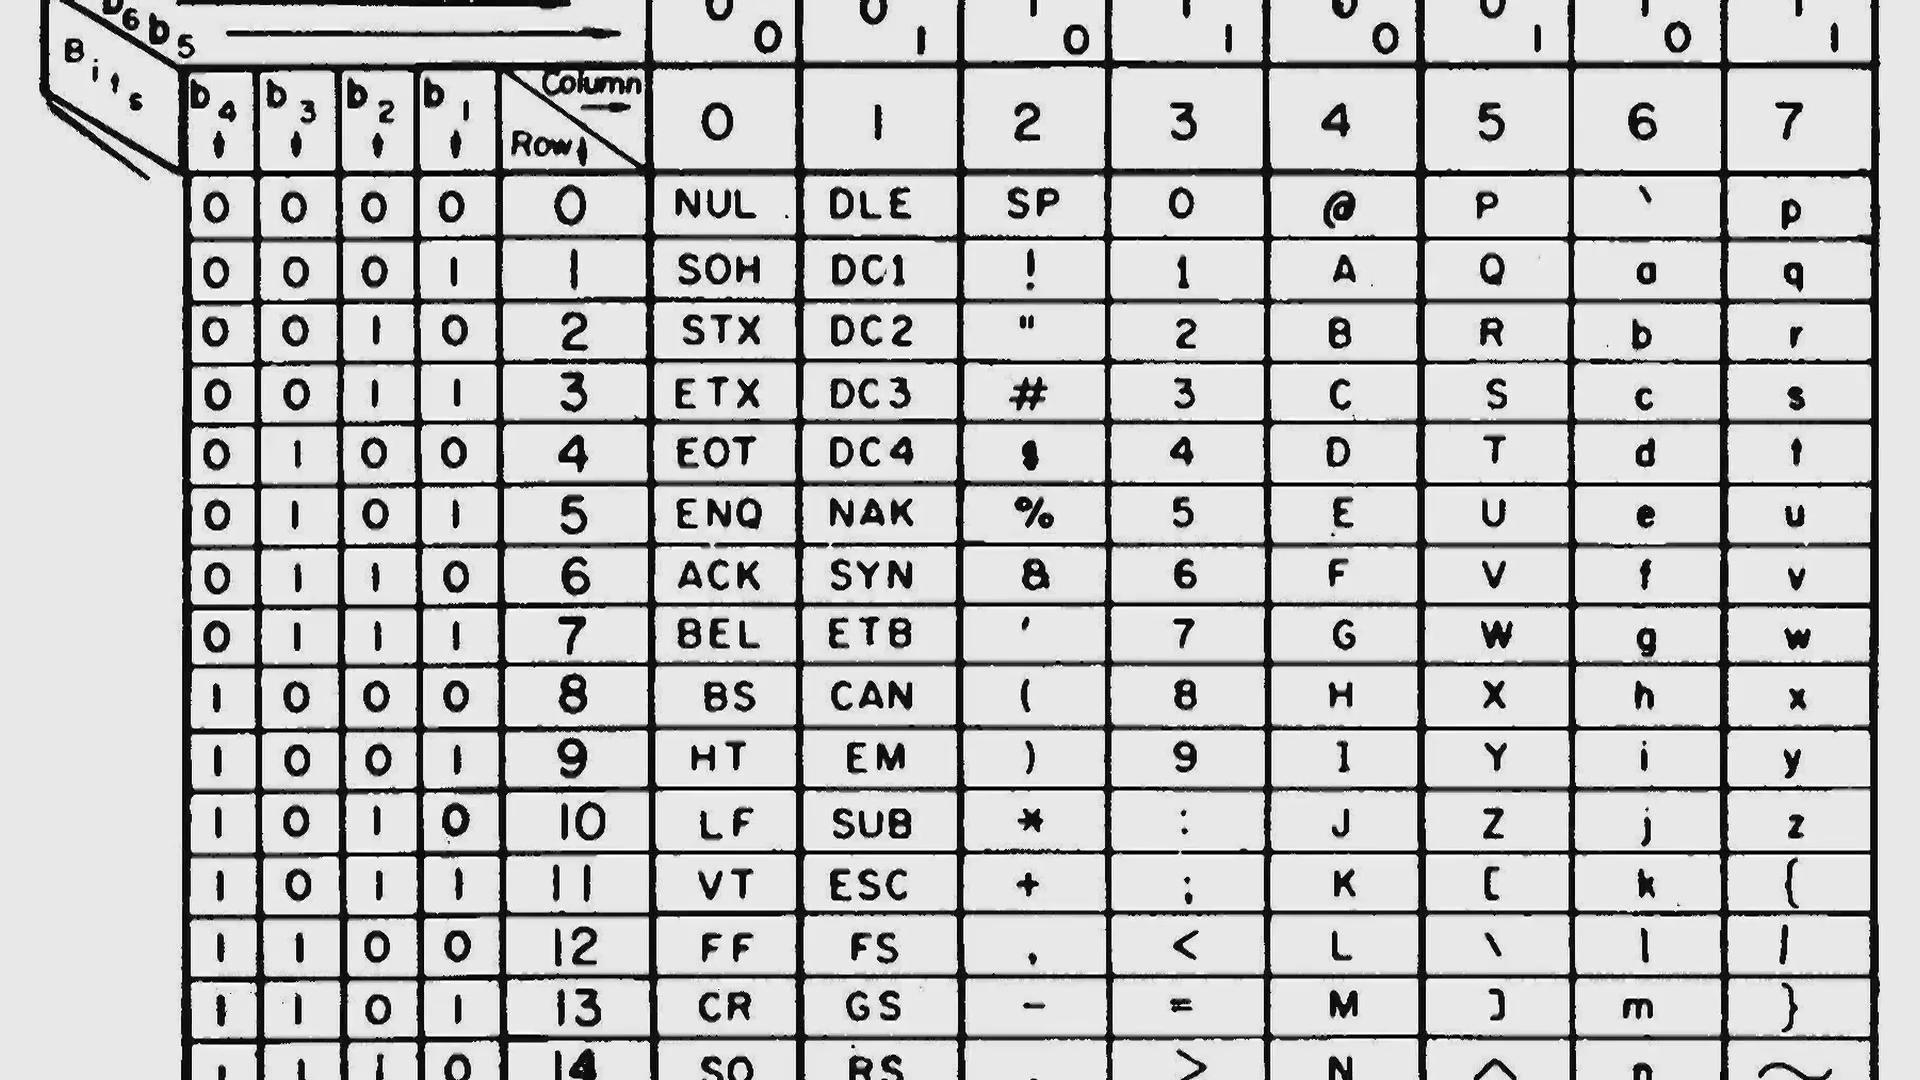 b6 b5 0 0 0 1 1 0 1 1 0 0 0 1 1 0 1 1
Bits
b4 b3 b2 b1 Column Row 0 1 2 3 4 5 6 7
0 0 0 0 0 NUL DLE SP 0 @ P ` p
0 0 0 1 1 SOH DC1 ! 1 A Q a q
0 0 1 0 2 STX DC2 " 2 B R b r
0 0 1 1 3 ETX DC3 # 3 C S c s
0 1 0 0 4 EOT DC4 $ 4 D T d t
0 1 0 1 5 ENQ NAK % 5 E U e u
0 1 1 0 6 ACK SYN & 6 F V f v
0 1 1 1 7 BEL ETB ' 7 G W g w
1 0 0 0 8 BS CAN ( 8 H X h x
1 0 0 1 9 HT EM ) 9 I Y i y
1 0 1 0 10 LF SUB * : J Z j z
1 0 1 1 11 VT ESC + ; K [ k {
1 1 0 0 12 FF FS , < L \ l |
1 1 0 1 13 CR GS - = M ] m }
1 1 1 0 14 SO RS . > N ^ n ~